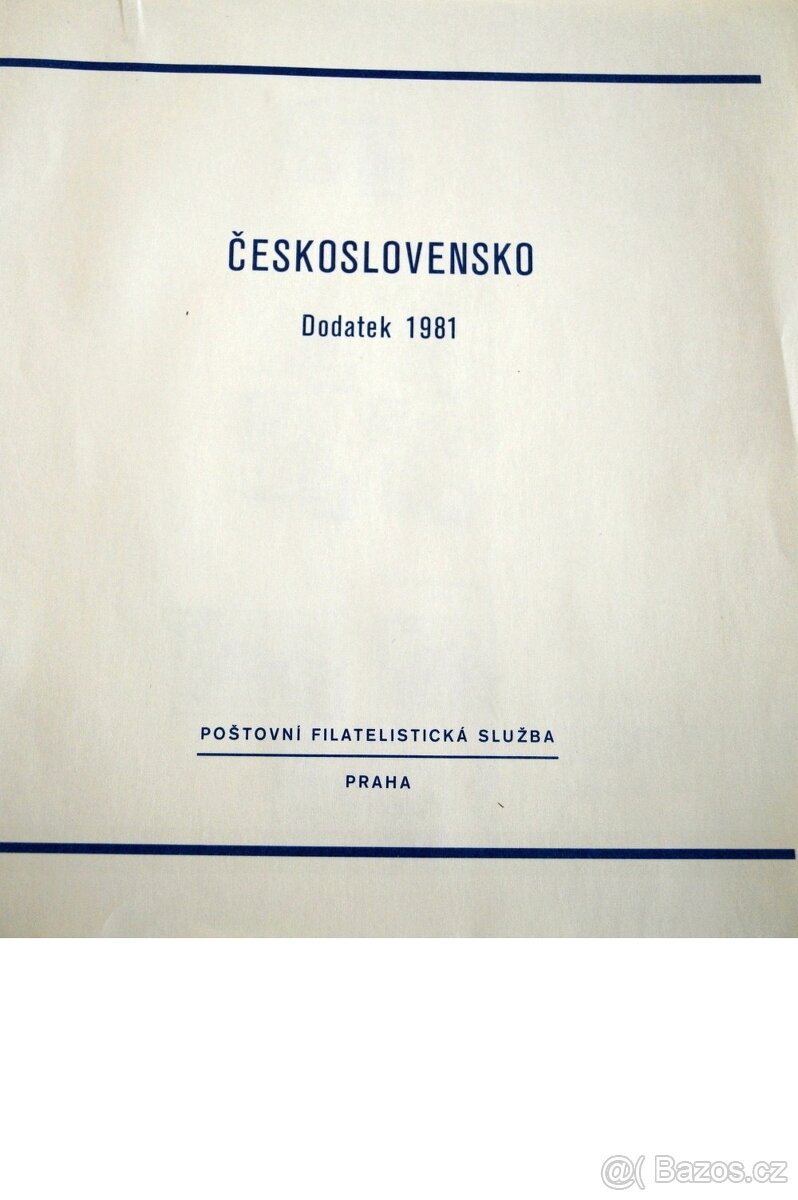 ČESKOSLOVENSKO
Dodatek 1981
POŠTOVNÍ FILATELISTICKÁ SLUŽBA
PRAHA
@( Bazos.cz